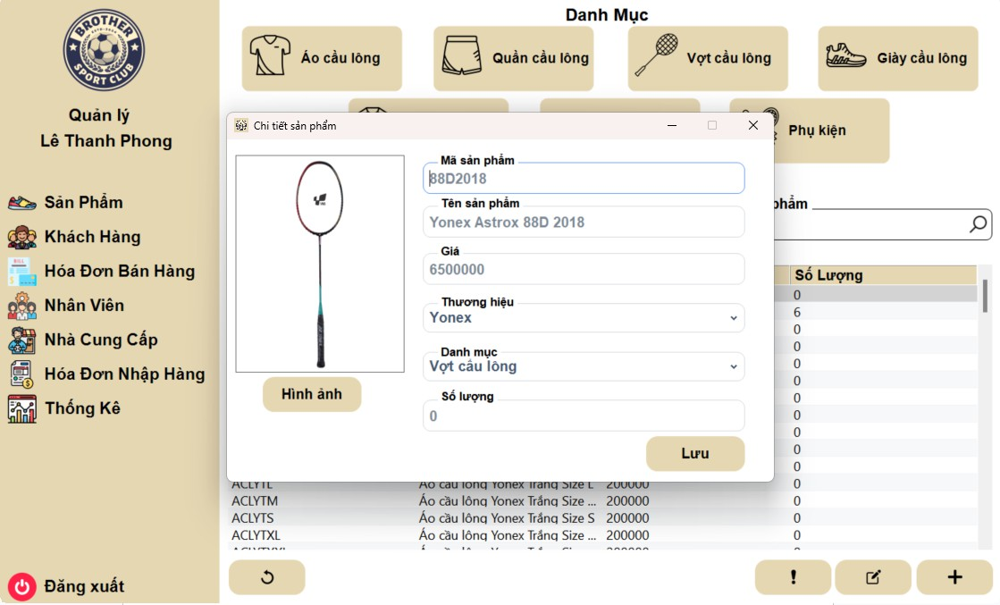 BROTHER
SPORT CLUB
Quản lý
Lê Thanh Phong
Sản Phẩm
Khách Hàng
Hóa Đơn Bán Hàng
Nhân Viên
Nhà Cung Cấp
Hóa Đơn Nhập Hàng
Thống Kê
Đăng xuất
Danh Mục
Áo cầu lông
Quần cầu lông
Vợt cầu lông
Giày cầu lông
Phụ kiện
Chi tiết sản phẩm
Mã sản phẩm
88D2018
Tên sản phẩm
Yonex Astrox 88D 2018
Giá
6500000
Thương hiệu
Yonex
Danh mục
Vợt cầu lông
Số lượng
0
Hình ảnh
Lưu
phẩm
Số Lượng
0
6
0
0
0
0
0
0
0
0
0
ACLYTL Áo cầu lông Yonex Trắng Size L 200000 0
ACLYTM Áo cầu lông Yonex Trắng Size ... 200000 0
ACLYTS Áo cầu lông Yonex Trắng Size S 200000 0
ACLYTXL Áo cầu lông Yonex Trắng Size ... 200000 0